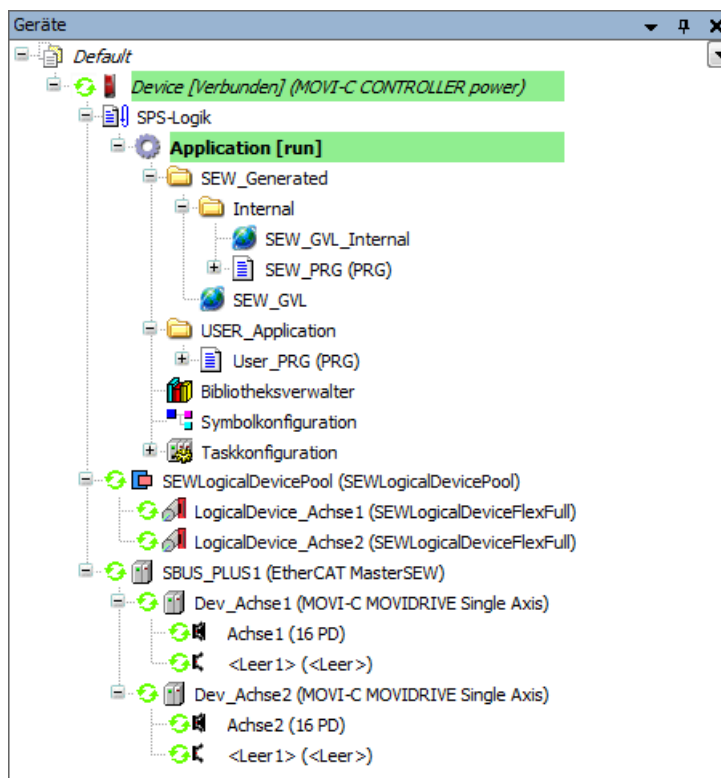 Geräte
Default
Device [Verbunden] (MOVI-C CONTROLLER power)
SPS-Logik
Application [run]
SEW_Generated
Internal
SEW_GVL_Internal
SEW_PRG (PRG)
SEW_GVL
USER_Application
User_PRG (PRG)
Bibliotheksverwalter
Symbolkonfiguration
Taskkonfiguration
SEWLogicalDevicePool (SEWLogicalDevicePool)
LogicalDevice_Achse1 (SEWLogicalDeviceFlexFull)
LogicalDevice_Achse2 (SEWLogicalDeviceFlexFull)
SBUS_PLUS1 (EtherCAT MasterSEW)
Dev_Achse1 (MOVI-C MOVIDRIVE Single Axis)
Achse1 (16 PD)
<Leer1> (<Leer>)
Dev_Achse2 (MOVI-C MOVIDRIVE Single Axis)
Achse2 (16 PD)
<Leer1> (<Leer>)